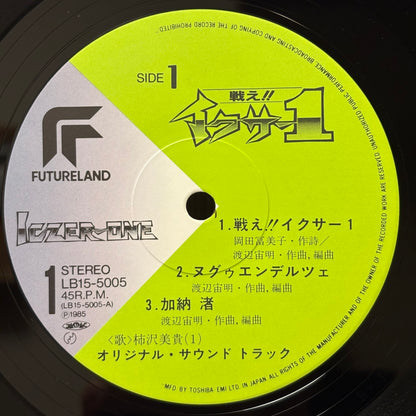 PUBLIC PERFORMANCE BROADCASTING AND COPYING OF THE RECORD PROHIBITED
SIDE 1
戦え!!
イクサー1
FUTURELAND
ICZER-ONE
1
STEREO
LB15-5005
45R.P.M.
(LB15-5005-A)
Ⓟ1985
1.戦え!!イクサー1
岡田冨美子・作詩／
渡辺宙明・作曲, 編曲
2.ヌグゥエンデルツェ
渡辺宙明・作曲, 編曲
3.加納 渚
渡辺宙明・作曲, 編曲
〈歌〉柿沢美貴(1)
オリジナル・サウンド トラック
MFD BY TOSHIBA EMI LTD. IN JAPAN ALL RIGHTS OF THE MANUFACTURER AND OF THE OWNER OF THE RECORDED WORK RESERVED UNAUTHORIZED